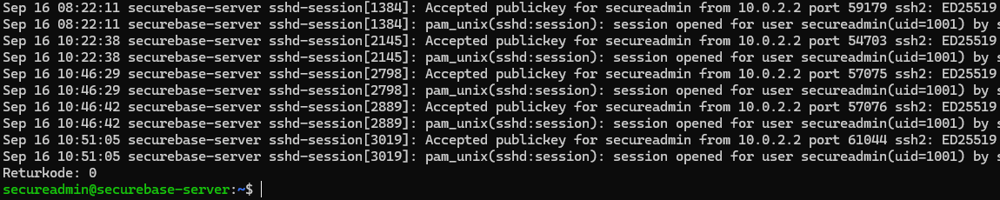 Sep 16 08:22:11 securebase-server sshd-session[1384]: Accepted publickey for secureadmin from 10.0.2.2 port 59179 ssh2: ED25519
Sep 16 08:22:11 securebase-server sshd-session[1384]: pam_unix(sshd:session): session opened for user secureadmin(uid=1001) by s
Sep 16 10:22:38 securebase-server sshd-session[2145]: Accepted publickey for secureadmin from 10.0.2.2 port 54703 ssh2: ED25519
Sep 16 10:22:38 securebase-server sshd-session[2145]: pam_unix(sshd:session): session opened for user secureadmin(uid=1001) by s
Sep 16 10:46:29 securebase-server sshd-session[2798]: Accepted publickey for secureadmin from 10.0.2.2 port 57075 ssh2: ED25519
Sep 16 10:46:29 securebase-server sshd-session[2798]: pam_unix(sshd:session): session opened for user secureadmin(uid=1001) by s
Sep 16 10:46:42 securebase-server sshd-session[2889]: Accepted publickey for secureadmin from 10.0.2.2 port 57076 ssh2: ED25519
Sep 16 10:46:42 securebase-server sshd-session[2889]: pam_unix(sshd:session): session opened for user secureadmin(uid=1001) by s
Sep 16 10:51:05 securebase-server sshd-session[3019]: Accepted publickey for secureadmin from 10.0.2.2 port 61044 ssh2: ED25519
Sep 16 10:51:05 securebase-server sshd-session[3019]: pam_unix(sshd:session): session opened for user secureadmin(uid=1001) by s
Returkode: 0
secureadmin@securebase-server:~$